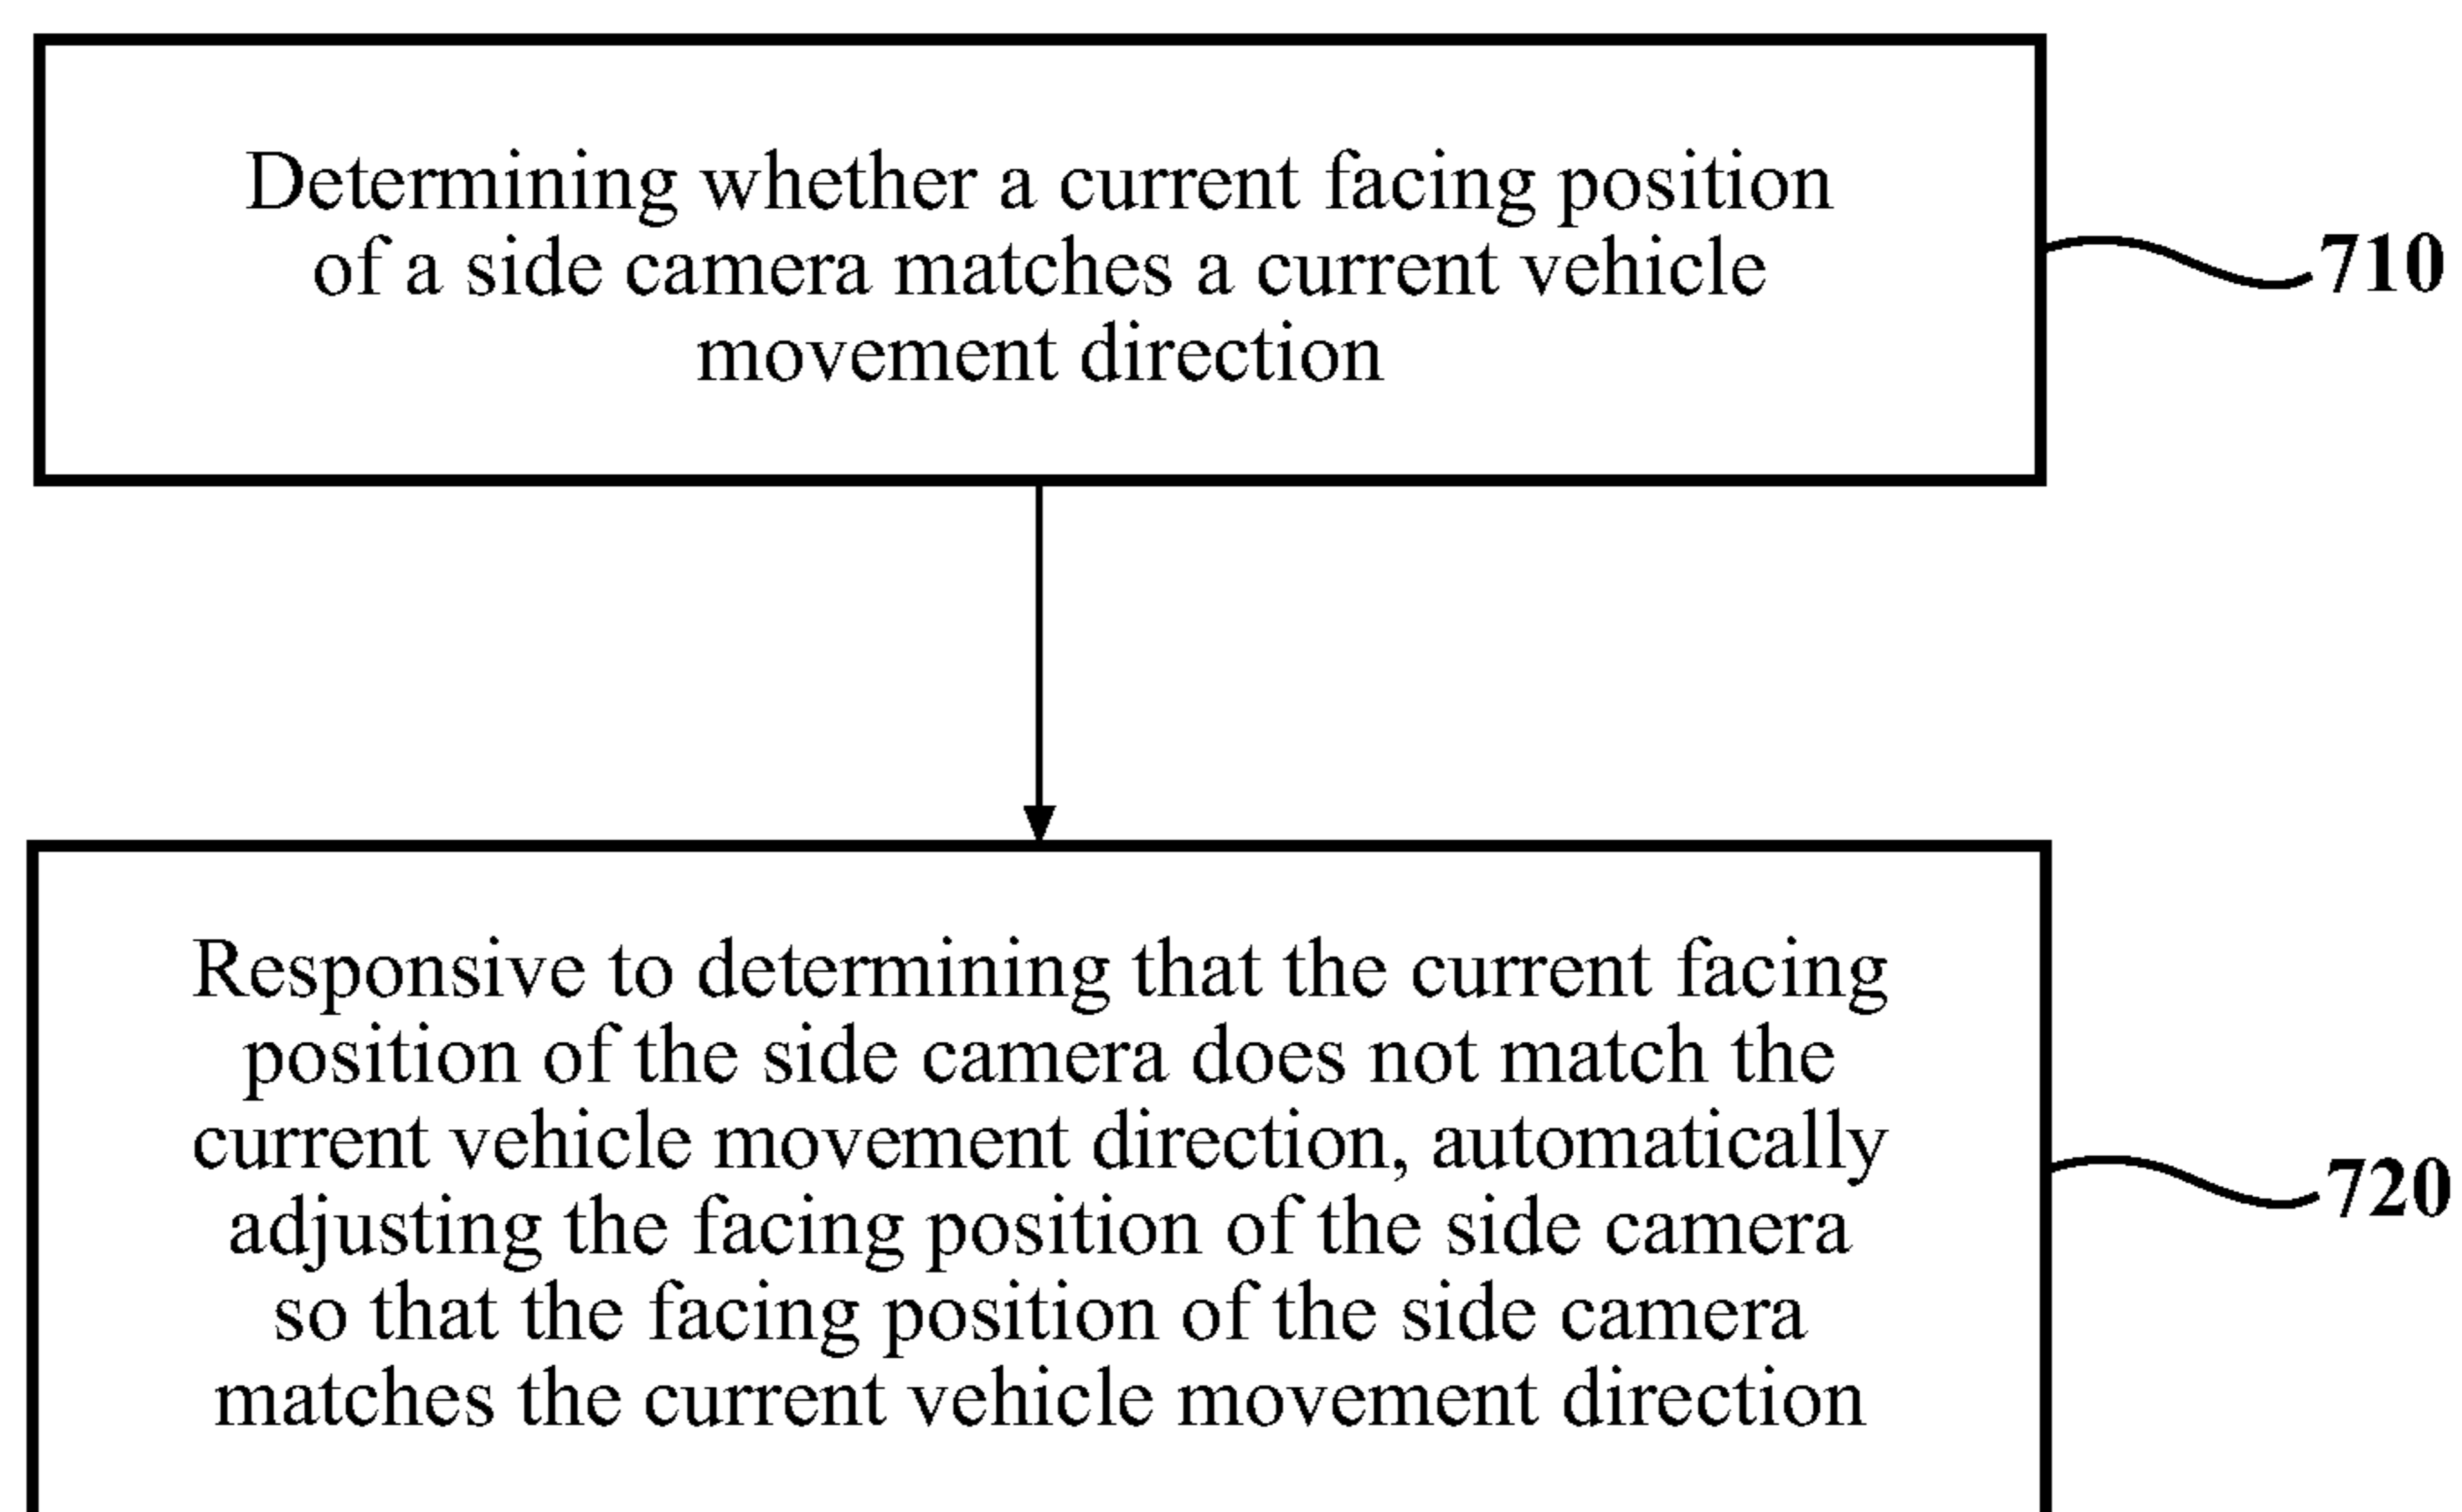 Determining whether a current facing position
of a side camera matches a current vehicle
movement direction
710
Responsive to determining that the current facing
position of the side camera does not match the
current vehicle movement direction, automatically
adjusting the facing position of the side camera
so that the facing position of the side camera
matches the current vehicle movement direction
720